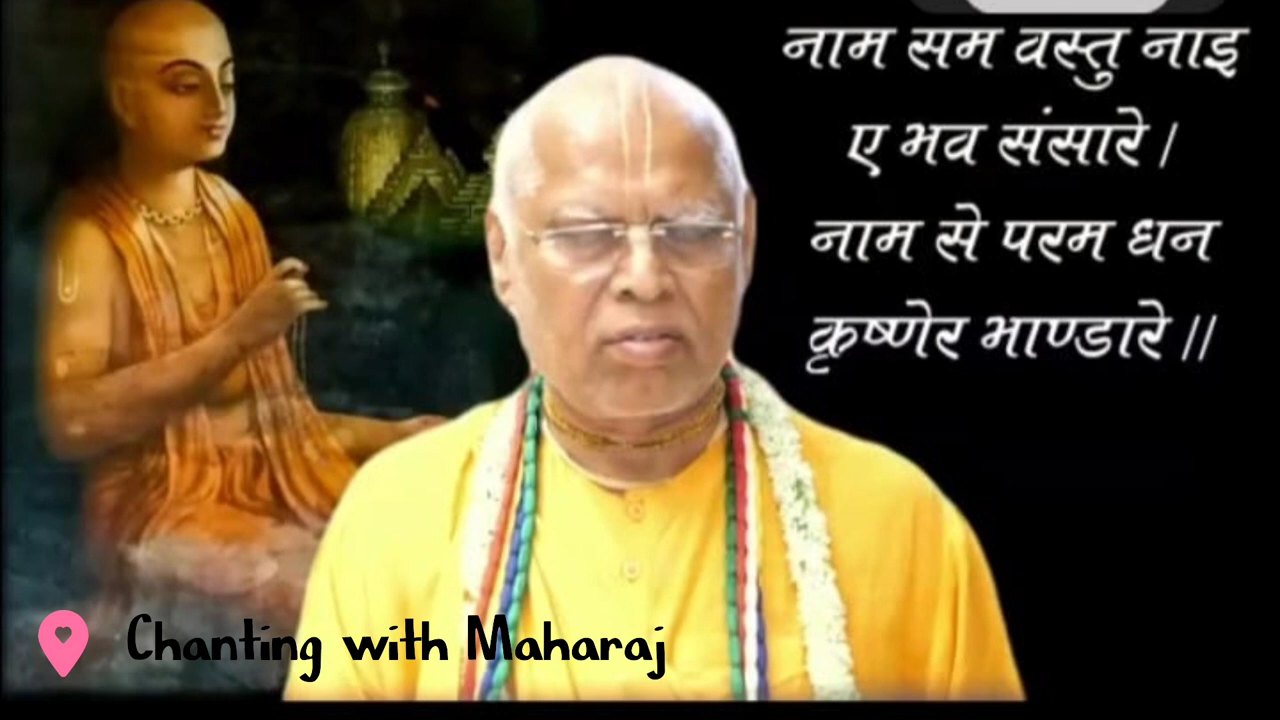 नाम सम वस्तु नाइ
ए भव संसारे |
नाम से परम धन
कृष्णेर भाण्डारे ||
Chanting with Maharaj